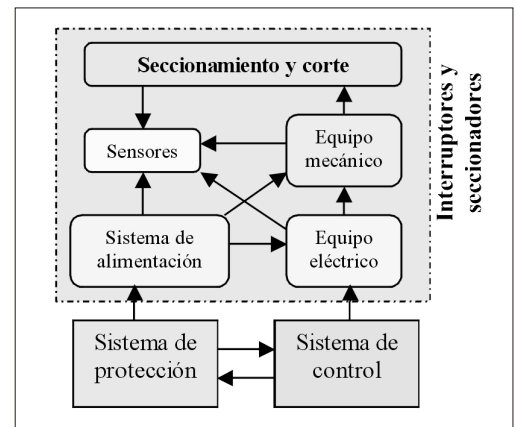 Seccionamiento y corte
Sensores
Equipo
mecánico
Sistema de
alimentación
Equipo
eléctrico
Interruptores y
seccionadores
Sistema de
protección
Sistema de
control